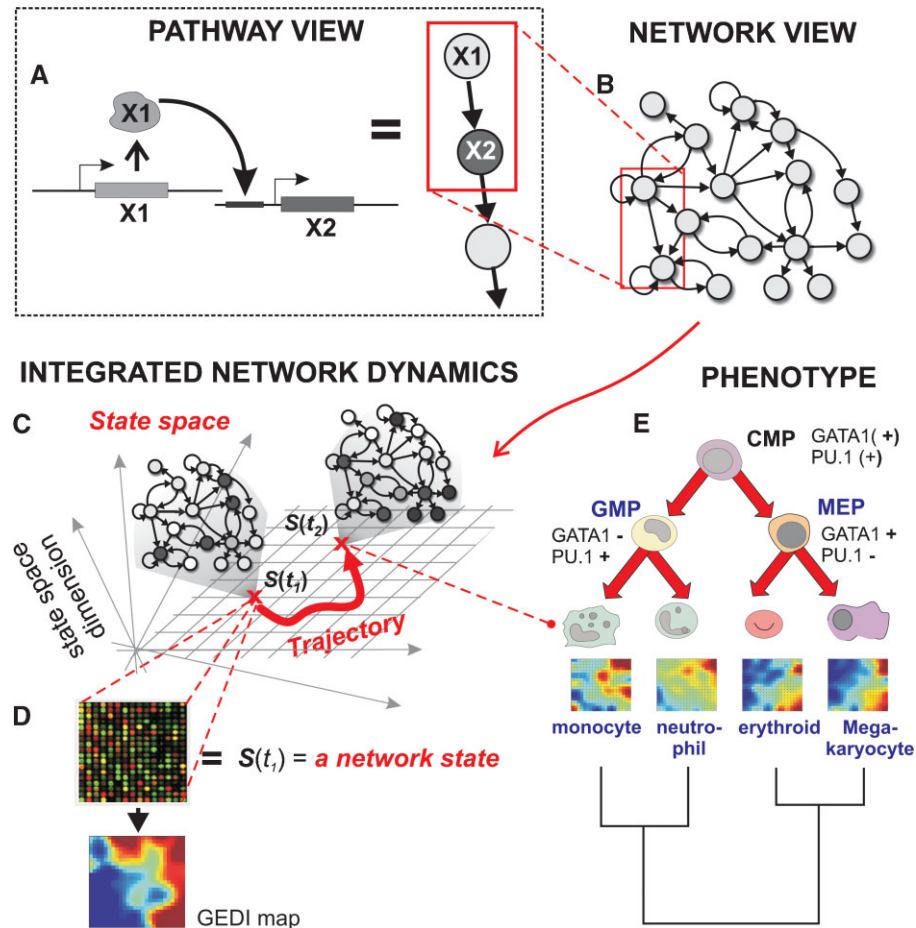 PATHWAY VIEW
A
X1
X1
X2
=
X1
X2
NETWORK VIEW
B
INTEGRATED NETWORK DYNAMICS
C
State space
state space
dimension
S(t1)
S(t2)
Trajectory
D
= S(t1) = a network state
GEDI map
PHENOTYPE
E
CMP
GATA1( +)
PU.1 (+)
GMP
GATA1 -
PU.1 +
MEP
GATA1 +
PU.1 -
monocyte
neutro-
phil
erythroid
Mega-
karyocyte